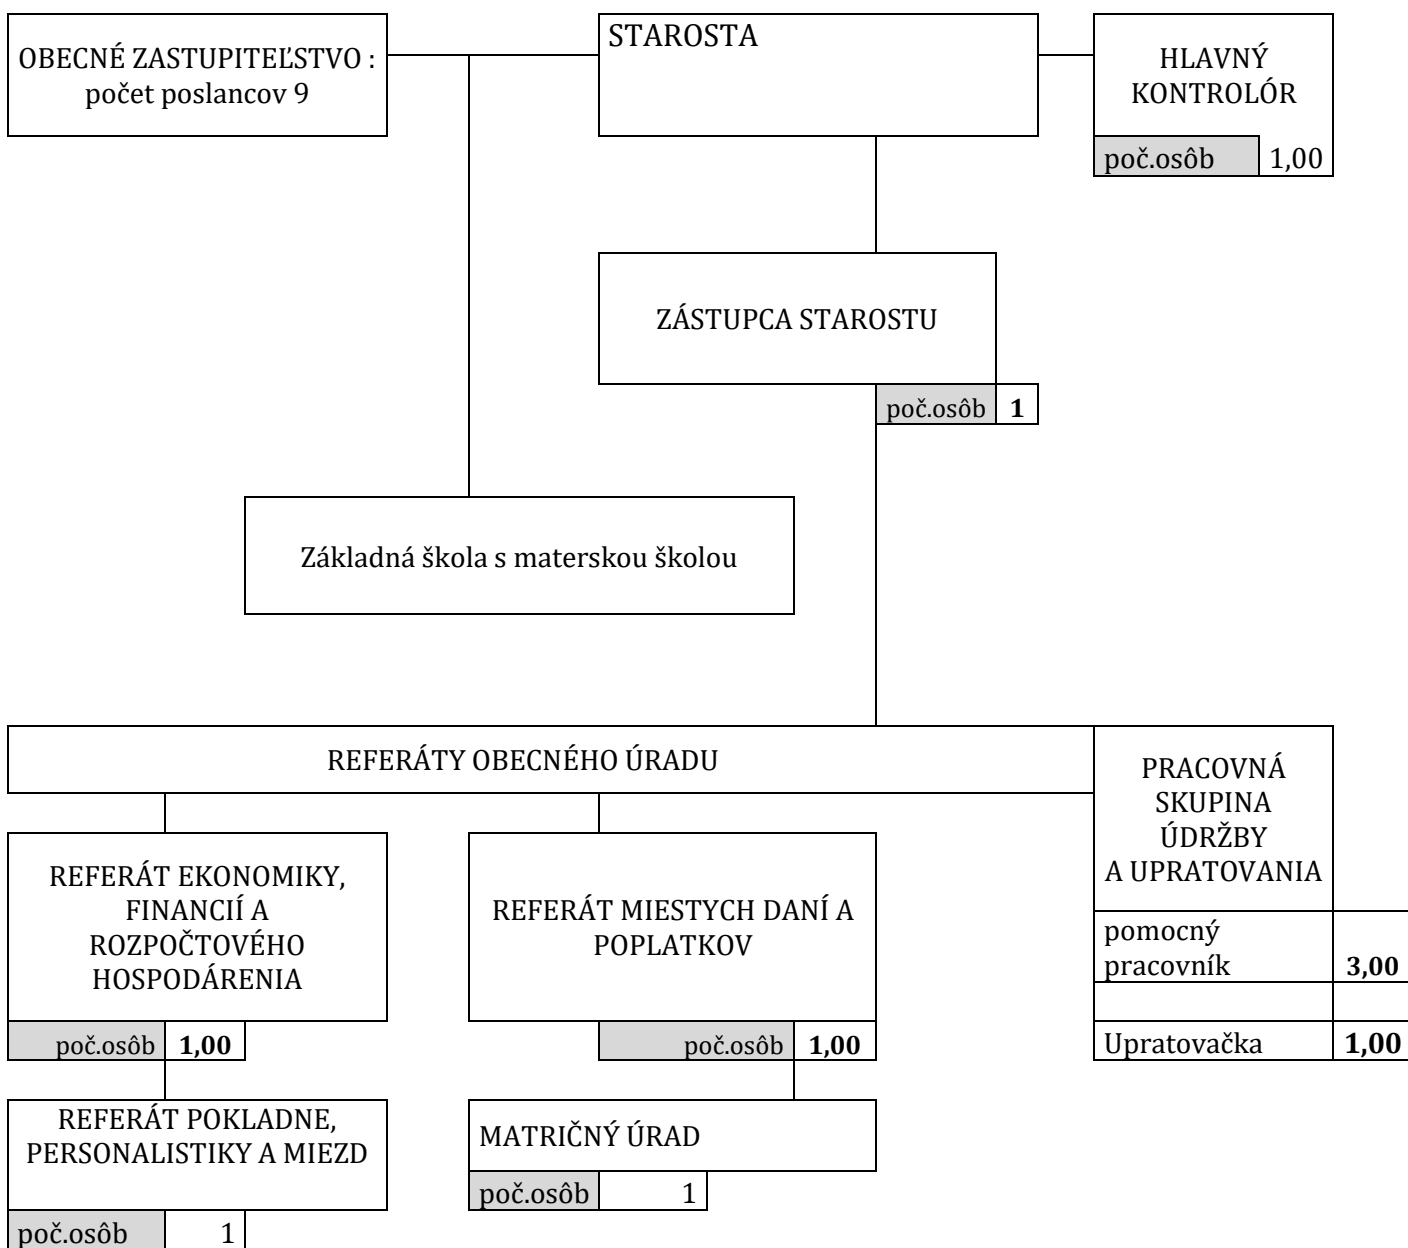 OBECNÉ ZASTUPITEĽSTVO :
počet poslancov 9
STAROSTA
HLAVNÝ
KONTROLÓR
poč.osôb 1,00
ZÁSTUPCA STAROSTU
poč.osôb 1
Základná škola s materskou školou
REFERÁTY OBECNÉHO ÚRADU
PRACOVNÁ
SKUPINA
ÚDRŽBY
A UPRATOVANIA
pomocný
pracovník 3,00
Upratovačka 1,00
REFERÁT EKONOMIKY,
FINANCIÍ A
ROZPOČTOVÉHO
HOSPODÁRENIA
poč.osôb 1,00
REFERÁT MIESTYCH DANÍ A
POPLATKOV
poč.osôb 1,00
REFERÁT POKLADNE,
PERSONALISTIKY A MIEZD
poč.osôb 1
MATRIČNÝ ÚRAD
poč.osôb 1